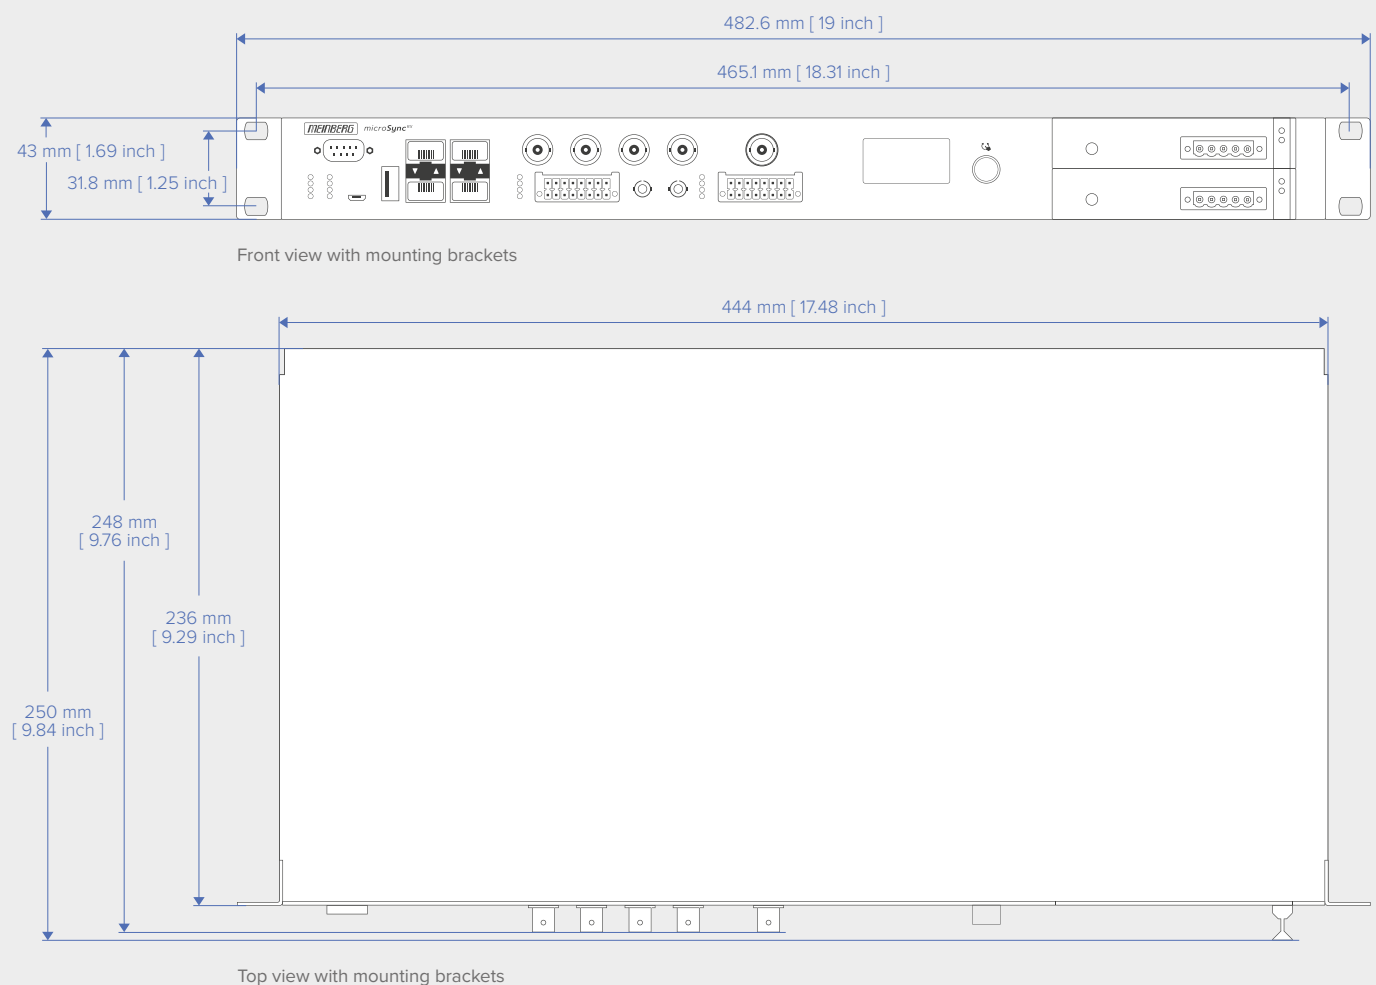 482.6 mm [ 19 inch ]
465.1 mm [ 18.31 inch ]
MEINBERG microSync
43 mm [ 1.69 inch ]
31.8 mm [ 1.25 inch ]
Front view with mounting brackets
444 mm [ 17.48 inch ]
248 mm
[ 9.76 inch ]
236 mm
[ 9.29 inch ]
250 mm
[ 9.84 inch ]
Top view with mounting brackets